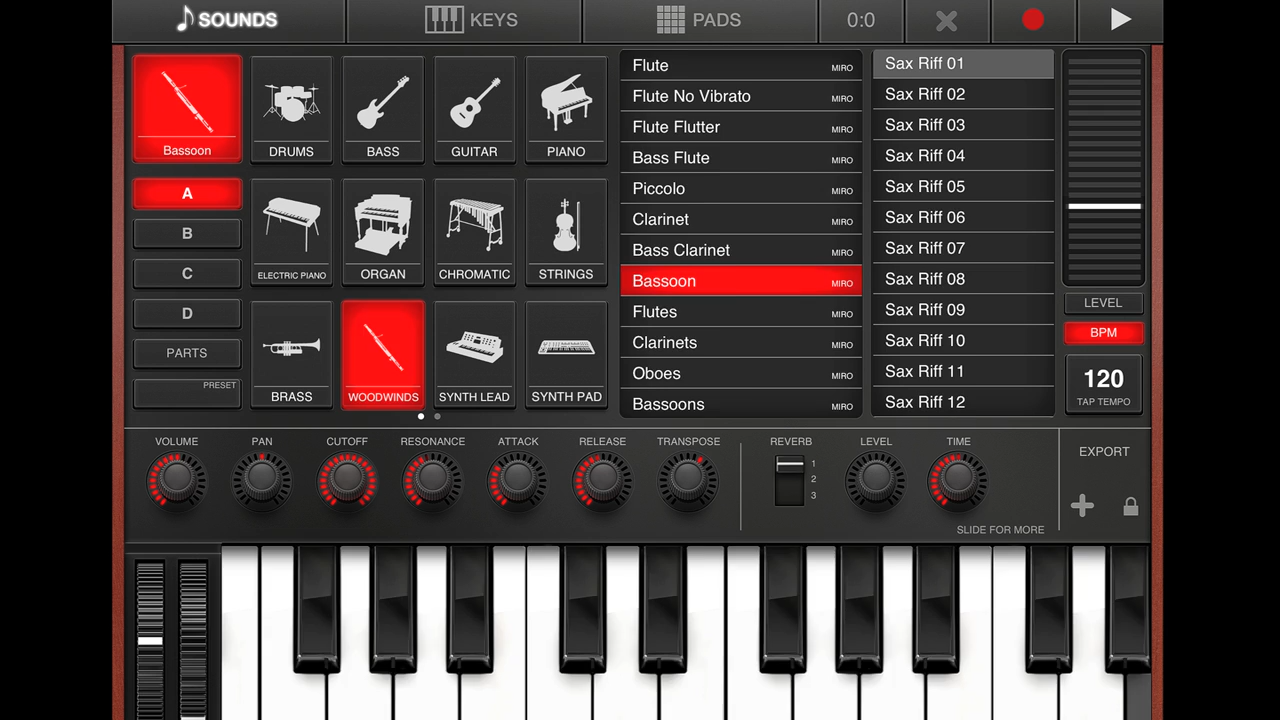 SOUNDS
KEYS
PADS
0:0
Bassoon
DRUMS
BASS
GUITAR
PIANO
A
B
C
D
PARTS
PRESET
ELECTRIC PIANO
ORGAN
CHROMATIC
STRINGS
BRASS
WOODWINDS
SYNTH LEAD
SYNTH PAD
Flute MIRO
Flute No Vibrato MIRO
Flute Flutter MIRO
Bass Flute MIRO
Piccolo MIRO
Clarinet MIRO
Bass Clarinet MIRO
Bassoon MIRO
Flutes MIRO
Clarinets MIRO
Oboes MIRO
Bassoons MIRO
Sax Riff 01
Sax Riff 02
Sax Riff 03
Sax Riff 04
Sax Riff 05
Sax Riff 06
Sax Riff 07
Sax Riff 08
Sax Riff 09
Sax Riff 10
Sax Riff 11
Sax Riff 12
LEVEL
BPM
120
TAP TEMPO
VOLUME
PAN
CUTOFF
RESONANCE
ATTACK
RELEASE
TRANSPOSE
REVERB
1
2
3
LEVEL
TIME
SLIDE FOR MORE
EXPORT